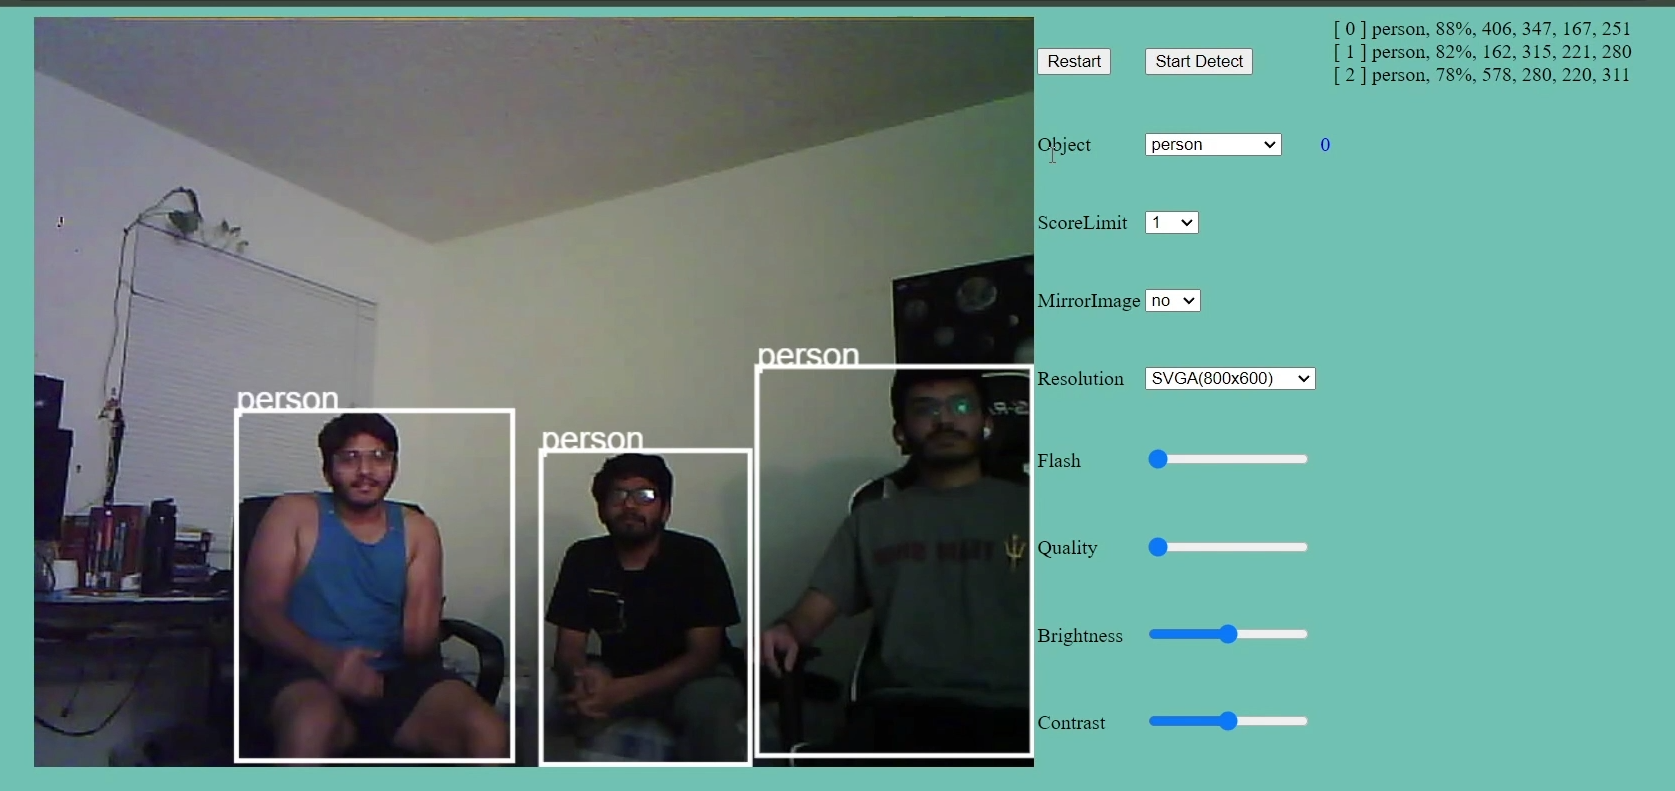 Restart
Start Detect
[ 0 ] person, 88%, 406, 347, 167, 251
[ 1 ] person, 82%, 162, 315, 221, 280
[ 2 ] person, 78%, 578, 280, 220, 311
Object
person
0
ScoreLimit
1
MirrorImage
no
Resolution
SVGA(800x600)
Flash
Quality
Brightness
Contrast
person
person
person